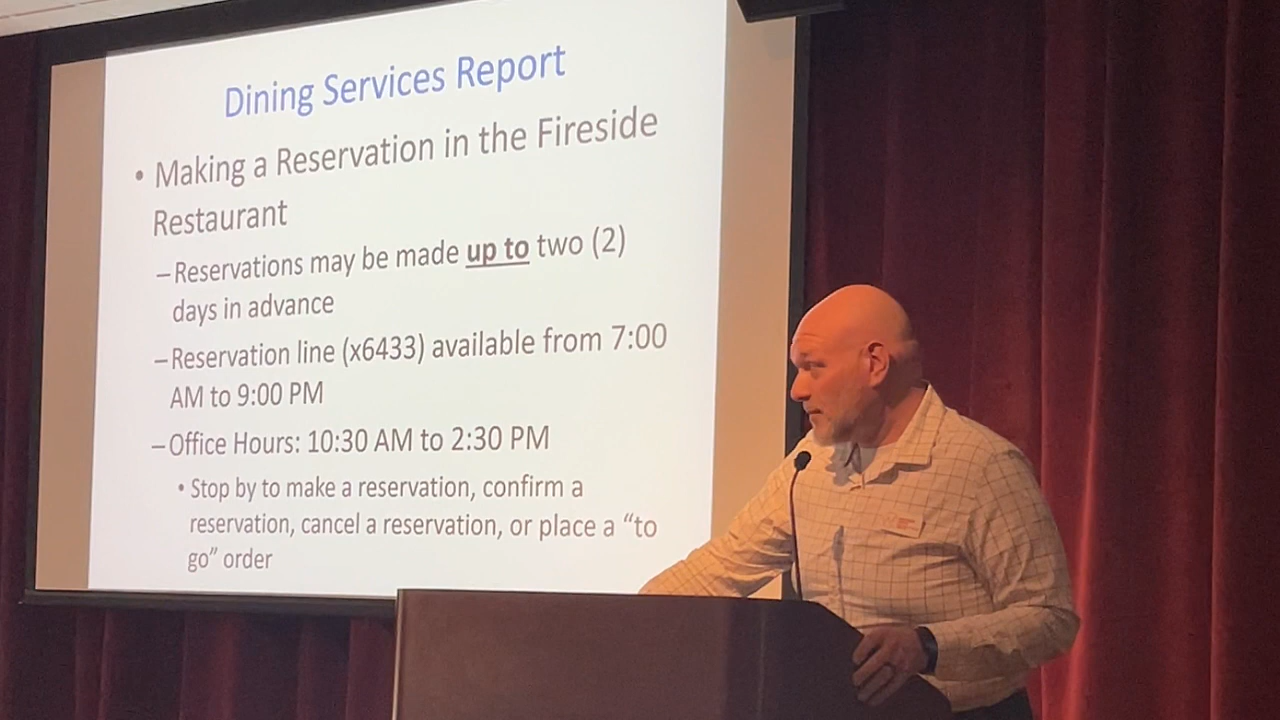 Dining Services Report
• Making a Reservation in the Fireside
Restaurant
–Reservations may be made up to two (2)
days in advance
–Reservation line (x6433) available from 7:00
AM to 9:00 PM
–Office Hours: 10:30 AM to 2:30 PM
• Stop by to make a reservation, confirm a
reservation, cancel a reservation, or place a “to
go” order